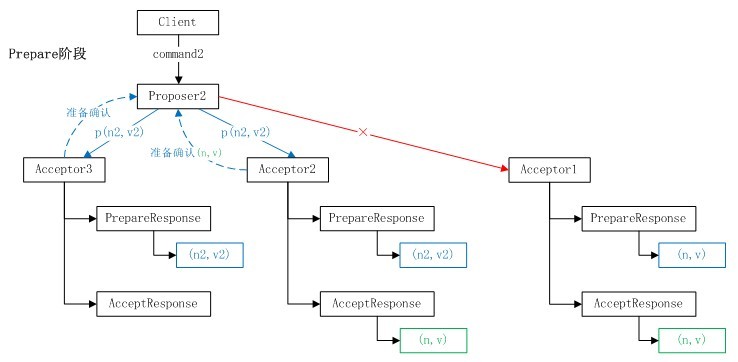 Client
Prepare阶段
command2
Proposer2
准备确认
p(n2,v2)
p(n2,v2)
×
准备确认(n,v)
Acceptor3
Acceptor2
Acceptor1
PrepareResponse
PrepareResponse
PrepareResponse
(n2,v2)
(n2,v2)
(n,v)
AcceptResponse
AcceptResponse
AcceptResponse
(n,v)
(n,v)